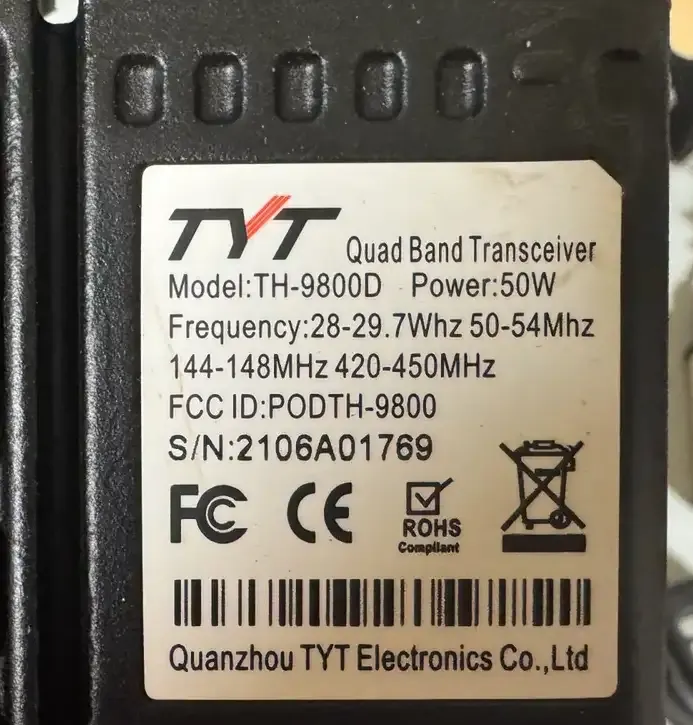 TYT Quad Band Transceiver
Model:TH-9800D Power:50W
Frequency:28-29.7Whz 50-54Mhz
144-148MHz 420-450MHz
FCC ID:PODTH-9800
S/N:2106A01769
FC CE ROHS
Compliant
Quanzhou TYT Electronics Co.,Ltd